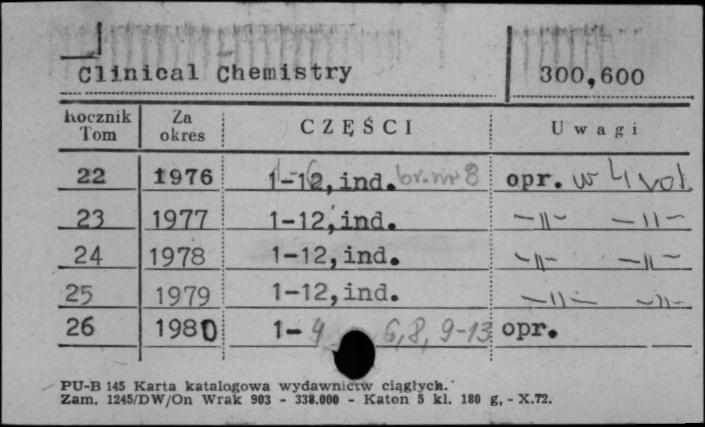 Clinical Chemistry 300,600
Rocznik Tom Za okres CZĘŚCI Uwagi
22 1976 1-12, ind. br. nr 8 opr. w 4 vol.
23 1977 1-12, ind. —〃— —〃—
24 1978 1-12, ind. —〃— —〃—
25 1979 1-12, ind. —〃— —〃—
26 1980 1- 4 6,8, 9-13 opr.
PU-B 145 Karta katalogowa wydawnictw ciągłych.
Zam. 1245/DW/On Wrak 903 - 338.000 - Katon 5 kl. 180 g. - X.72.